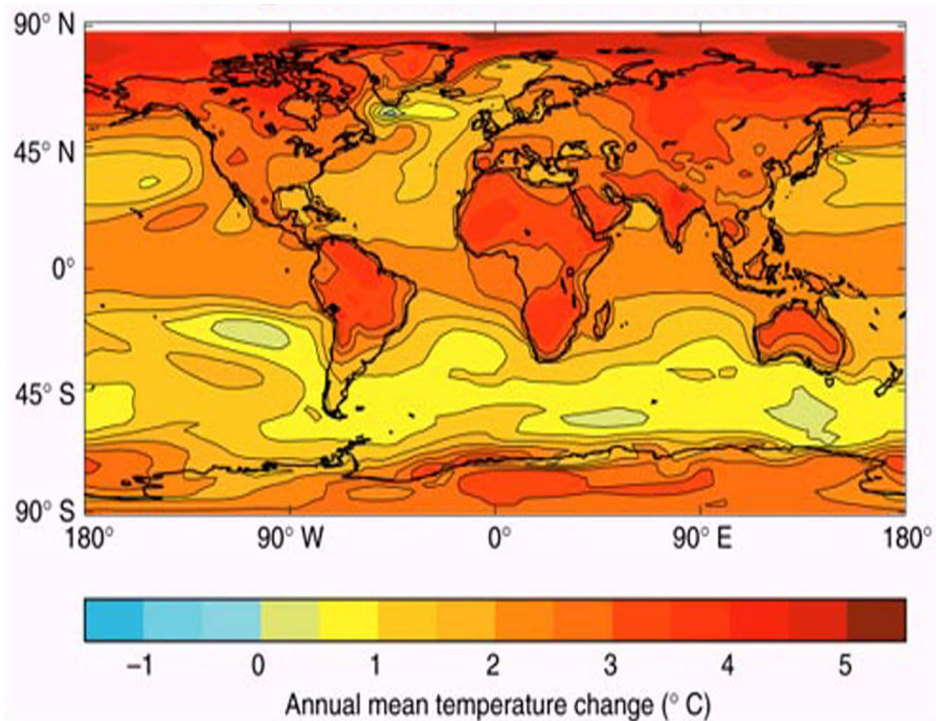 90° N
45° N
0°
45° S
90° S
180° 90° W 0° 90° E 180°
–1 0 1 2 3 4 5
Annual mean temperature change (° C)